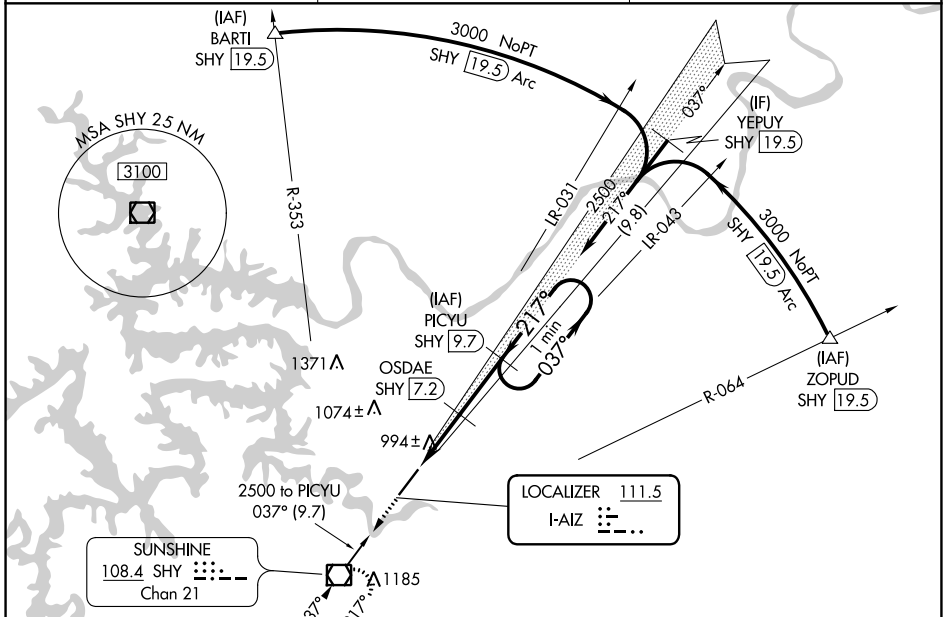 (IAF)
BARTI
SHY 19.5
3000 NoPT
SHY 19.5 Arc
037°
(IF)
YEPUY
SHY 19.5
MSA SHY 25 NM
3100
R-353
LR-031
2500
217°
(9.8)
LR-043
3000 NoPT
SHY 19.5 Arc
(IAF)
PICYU
SHY 9.7
217°
1 min
037°
OSDAE
SHY 7.2
(IAF)
ZOPUD
SHY 19.5
R-064
1371
1074±
994±
2500 to PICYU
037° (9.7)
LOCALIZER 111.5
I-AIZ
SUNSHINE
108.4 SHY
Chan 21
1185